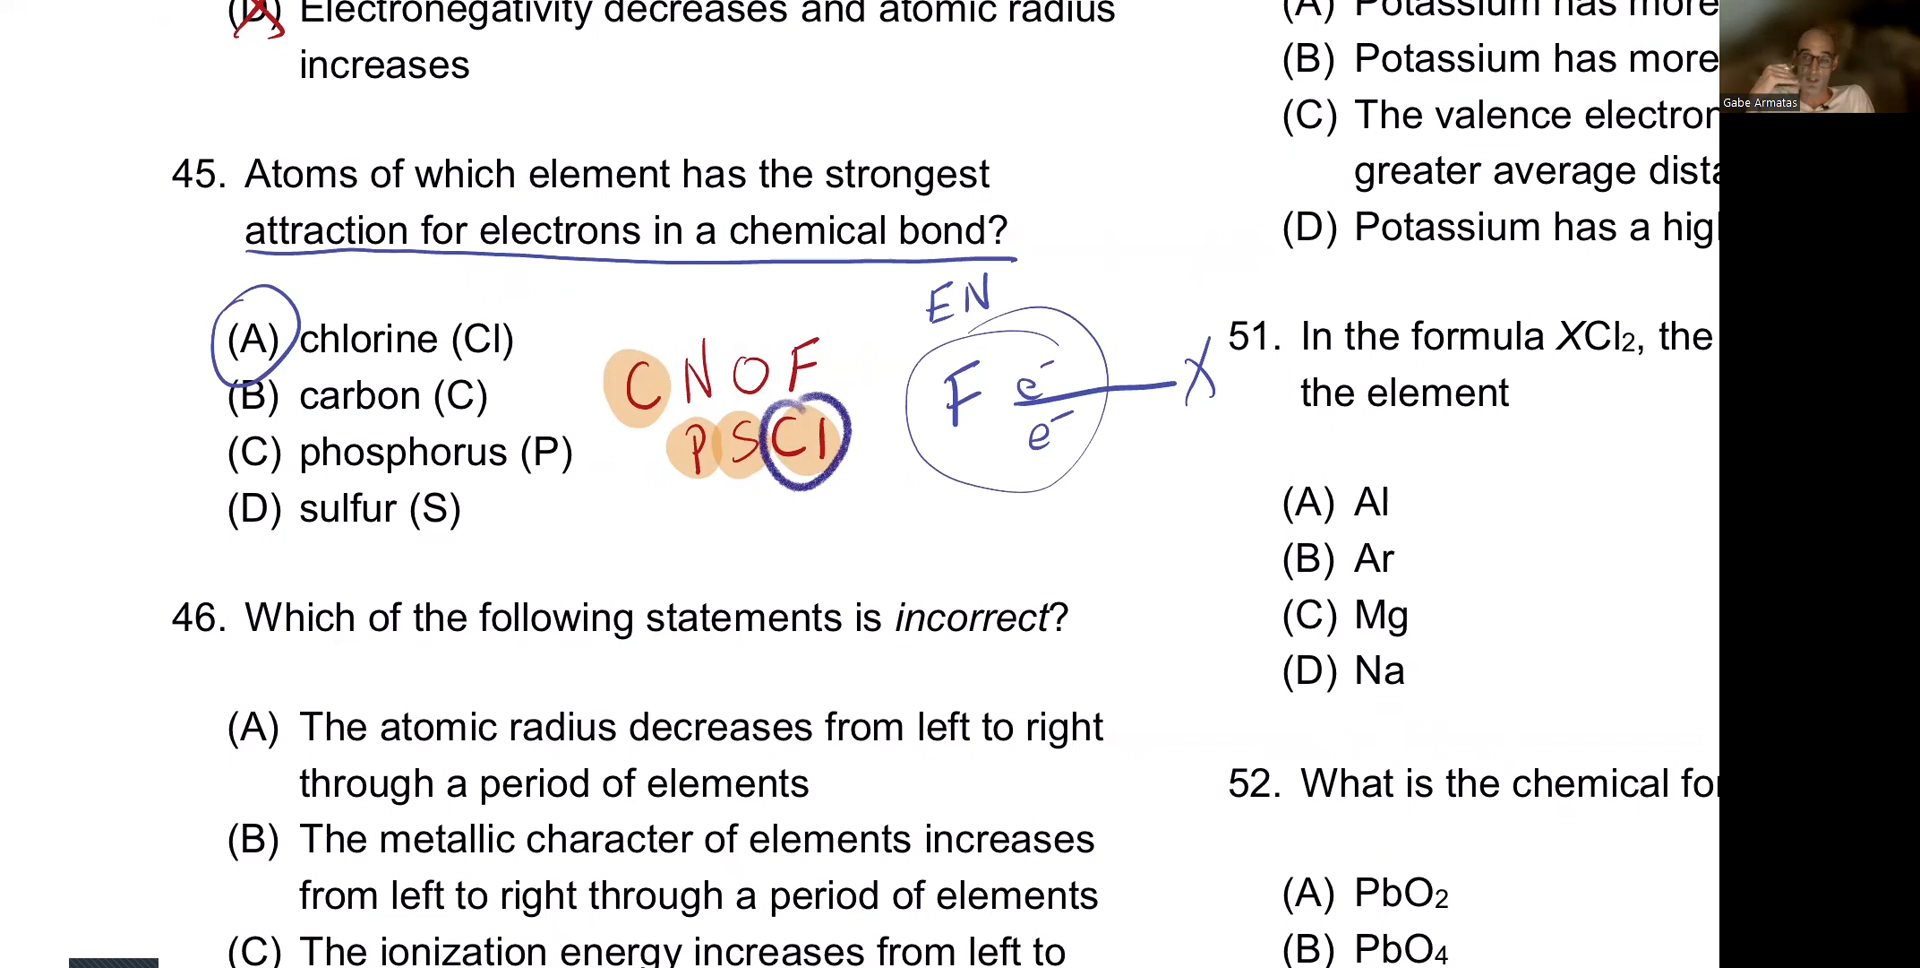 (D) Electronegativity decreases and atomic radius
increases
45. Atoms of which element has the strongest
attraction for electrons in a chemical bond?
(A) chlorine (Cl)
(B) carbon (C)
(C) phosphorus (P)
(D) sulfur (S)
C N O F
P S Cl
EN
F e⁻ X
e⁻
46. Which of the following statements is incorrect?
(A) The atomic radius decreases from left to right
through a period of elements
(B) The metallic character of elements increases
from left to right through a period of elements
(C) The ionization energy increases from left to
(A) Potassium has more
(B) Potassium has more
(C) The valence electron
greater average dista
(D) Potassium has a hig
51. In the formula XCl₂, the
the element
(A) Al
(B) Ar
(C) Mg
(D) Na
52. What is the chemical for
(A) PbO₂
(B) PbO₄
Gabe Armatas